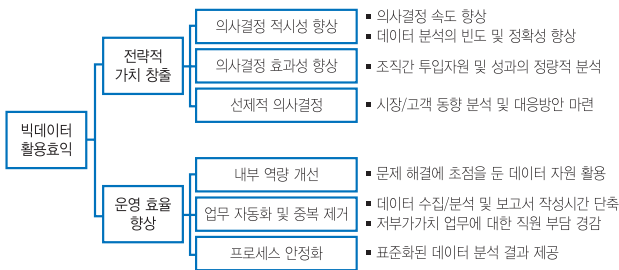 빅데이터
활용효익
전략적
가치 창출
의사결정 적시성 향상
▪ 의사결정 속도 향상
▪ 데이터 분석의 빈도 및 정확성 향상
의사결정 효과성 향상
▪ 조직간 투입자원 및 성과의 정량적 분석
선제적 의사결정
▪ 시장/고객 동향 분석 및 대응방안 마련
운영 효율
향상
내부 역량 개선
▪ 문제 해결에 초점을 둔 데이터 자원 활용
업무 자동화 및 중복 제거
▪ 데이터 수집/분석 및 보고서 작성시간 단축
▪ 저부가가치 업무에 대한 직원 부담 경감
프로세스 안정화
▪ 표준화된 데이터 분석 결과 제공